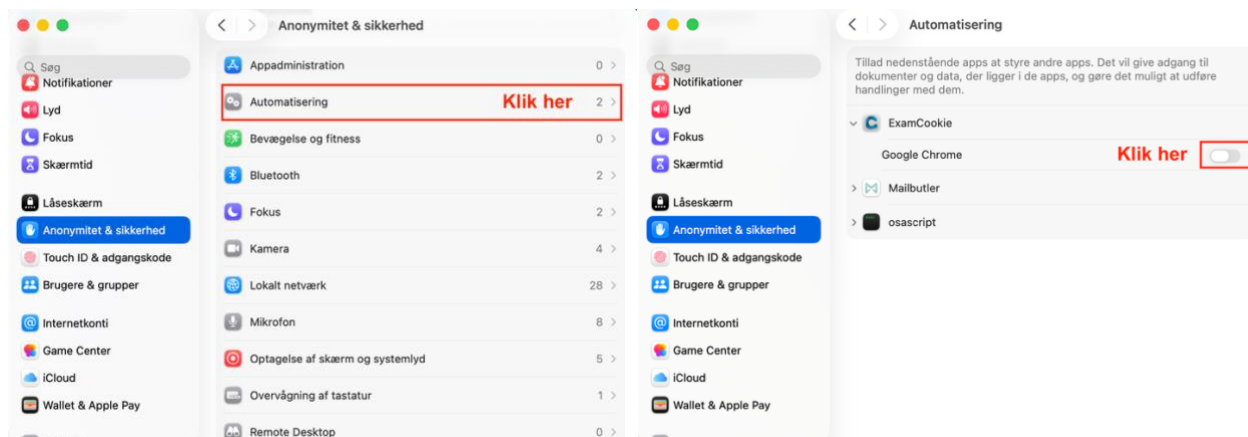 Anonymitet & sikkerhed
Søg
Notifikationer
Lyd
Fokus
Skærmtid
Låseskærm
Anonymitet & sikkerhed
Touch ID & adgangskode
Brugere & grupper
Internetkonti
Game Center
iCloud
Wallet & Apple Pay
Appadministration 0
Automatisering Klik her 2
Bevægelse og fitness 0
Bluetooth 2
Fokus 2
Kamera 4
Lokalt netværk 28
Mikrofon 8
Optagelse af skærm og systemlyd 5
Overvågning af tastatur 1
Remote Desktop 0
Automatisering
Søg
Notifikationer
Lyd
Fokus
Skærmtid
Låseskærm
Anonymitet & sikkerhed
Touch ID & adgangskode
Brugere & grupper
Internetkonti
Game Center
iCloud
Wallet & Apple Pay
Tillad nedenstående apps at styre andre apps. Det vil give adgang til
dokumenter og data, der ligger i de apps, og gøre det muligt at udføre
handlinger med dem.
ExamCookie
Google Chrome Klik her
Mailbutler
osascript